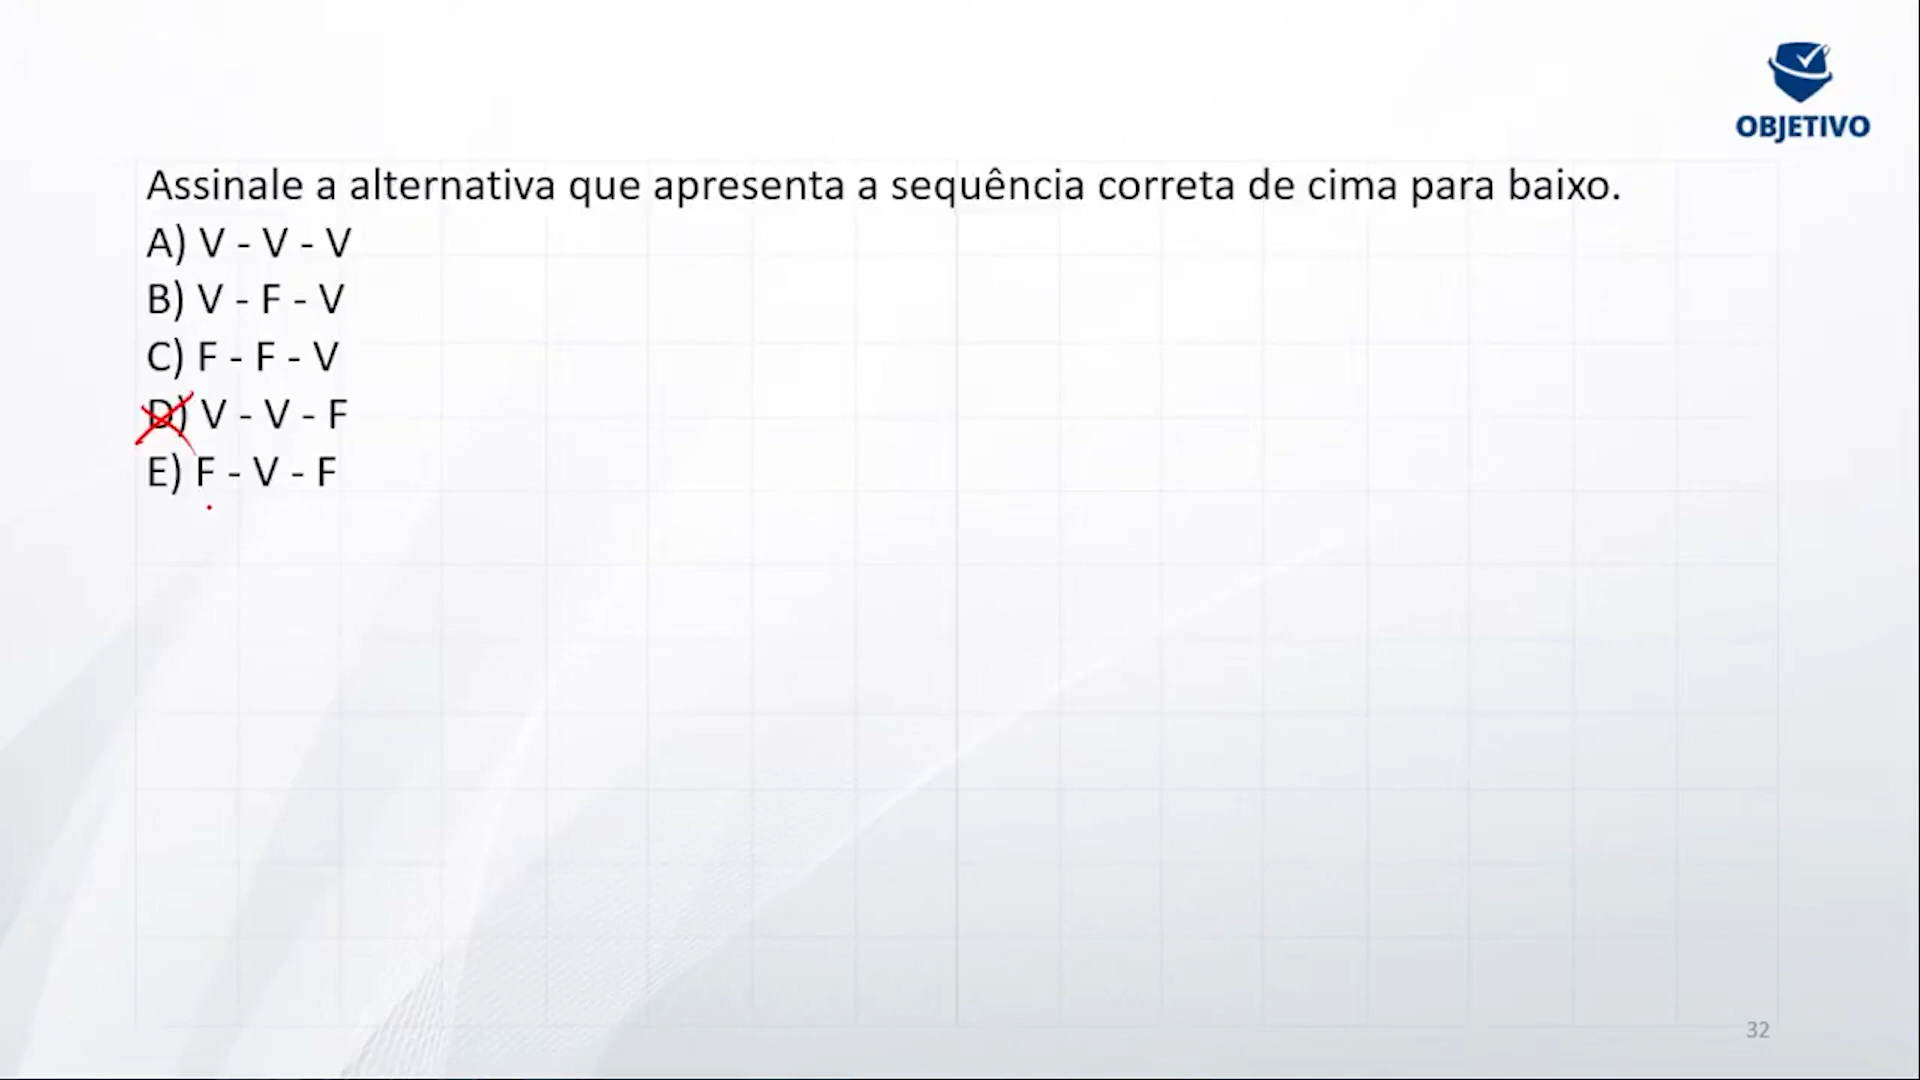 OBJETIVO
Assinale a alternativa que apresenta a sequência correta de cima para baixo.
A) V - V - V
B) V - F - V
C) F - F - V
D) V - V - F
E) F - V - F
32